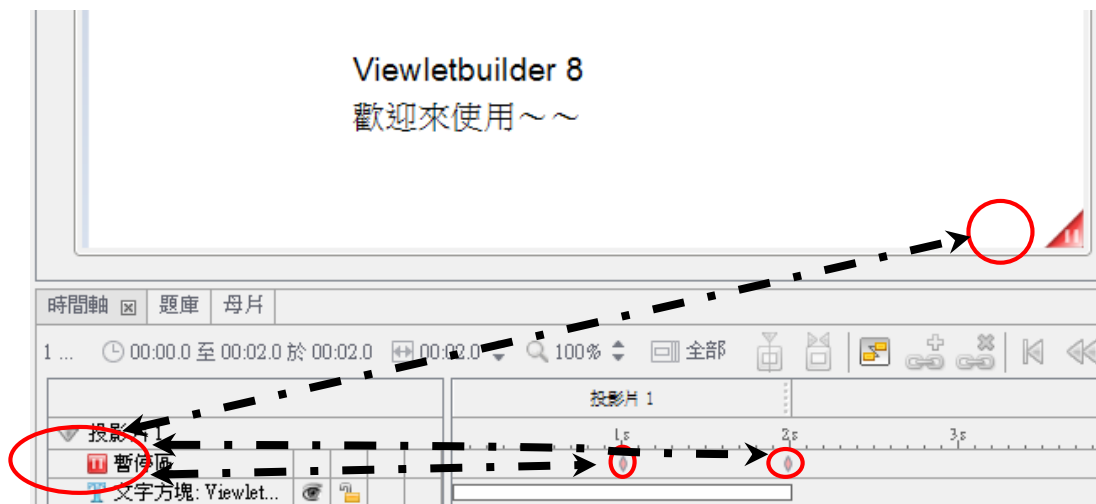 Viewletbuilder 8
歡迎來使用～～
時間軸 題庫 母片
1 ... 00:00.0 至 00:02.0 於 00:02.0 00:02.0 100% 全部
投影片 1
投影片 1 1s 2s 3s
暫停區
文字方塊: Viewlet...